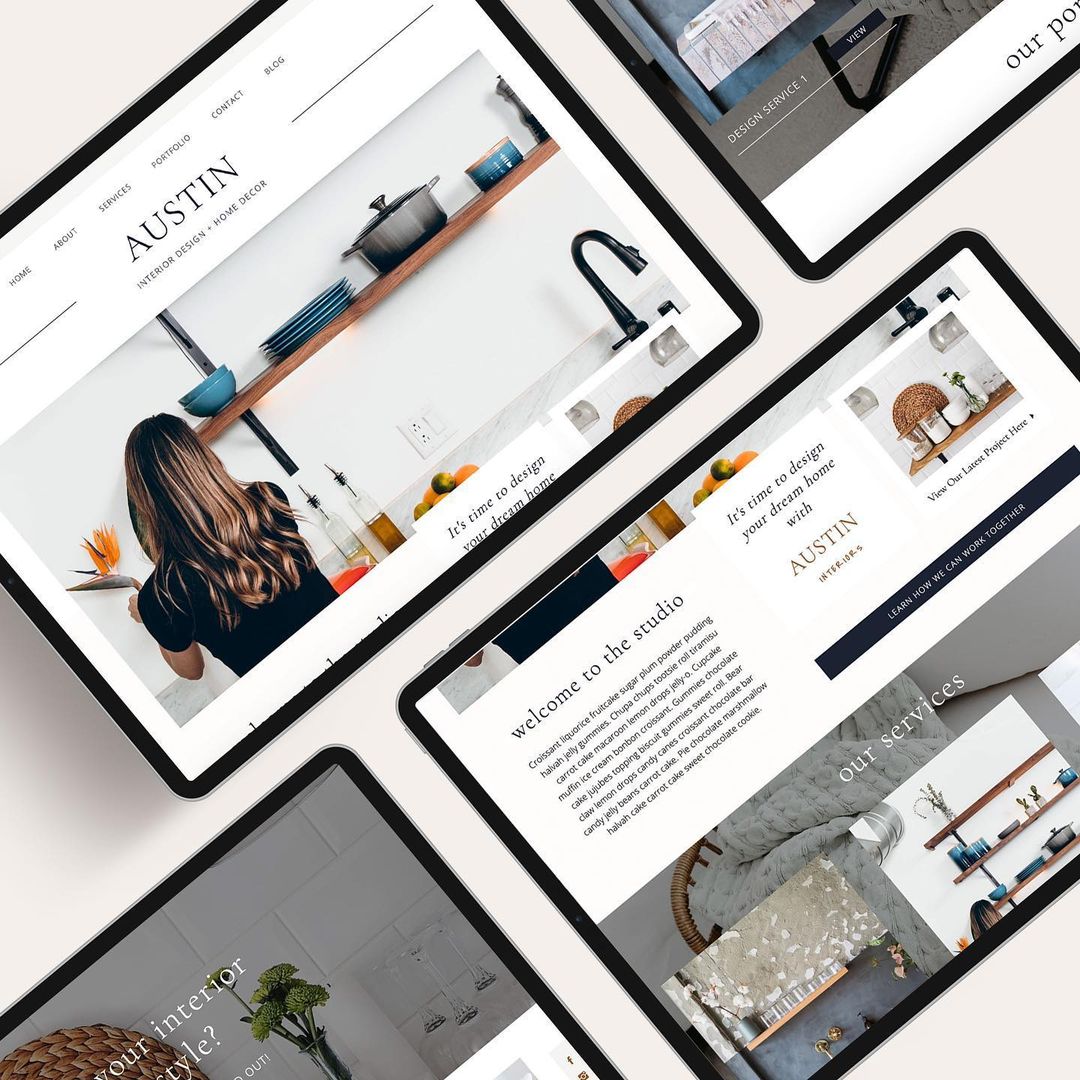 HOME
ABOUT
SERVICES
PORTFOLIO
CONTACT
BLOG
AUSTIN
INTERIOR DESIGN + HOME DECOR
It's time to design
your dream home
VIEW
DESIGN SERVICE 1
our
It's time to design
your dream home
with
AUSTIN
INTERIORS
View Our Latest Project Here
LEARN HOW WE CAN WORK TOGETHER
welcome to the studio
Croissant liquorice fruitcake sugar plum powder pudding
halvah jelly gummies. Chupa chups tootsie roll tiramisu
carrot cake macaroon lemon drops jelly-o. Cupcake
muffin ice cream bonbon croissant. Gummies chocolate
cake jujubes topping biscuit gummies sweet roll. Bear
claw lemon drops candy canes croissant chocolate bar
candy jelly beans carrot cake. Pie chocolate marshmallow
halvah cake carrot cake sweet chocolate cookie.
our services
your interior
style?
OUT!